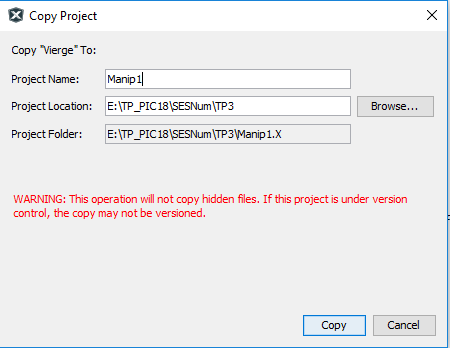 Copy Project
Copy "Vierge" To:
Project Name: Manip1
Project Location: E:\TP_PIC18\SESNum\TP3 Browse...
Project Folder: E:\TP_PIC18\SESNum\TP3\Manip1.X
WARNING: This operation will not copy hidden files. If this project is under version
control, the copy may not be versioned.
Copy Cancel